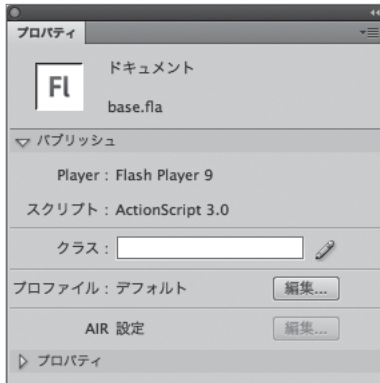 プロパティ
Fl
ドキュメント
base.fla
パブリッシュ
Player : Flash Player 9
スクリプト : ActionScript 3.0
クラス :
プロファイル : デフォルト 編集...
AIR 設定 編集...
プロパティ